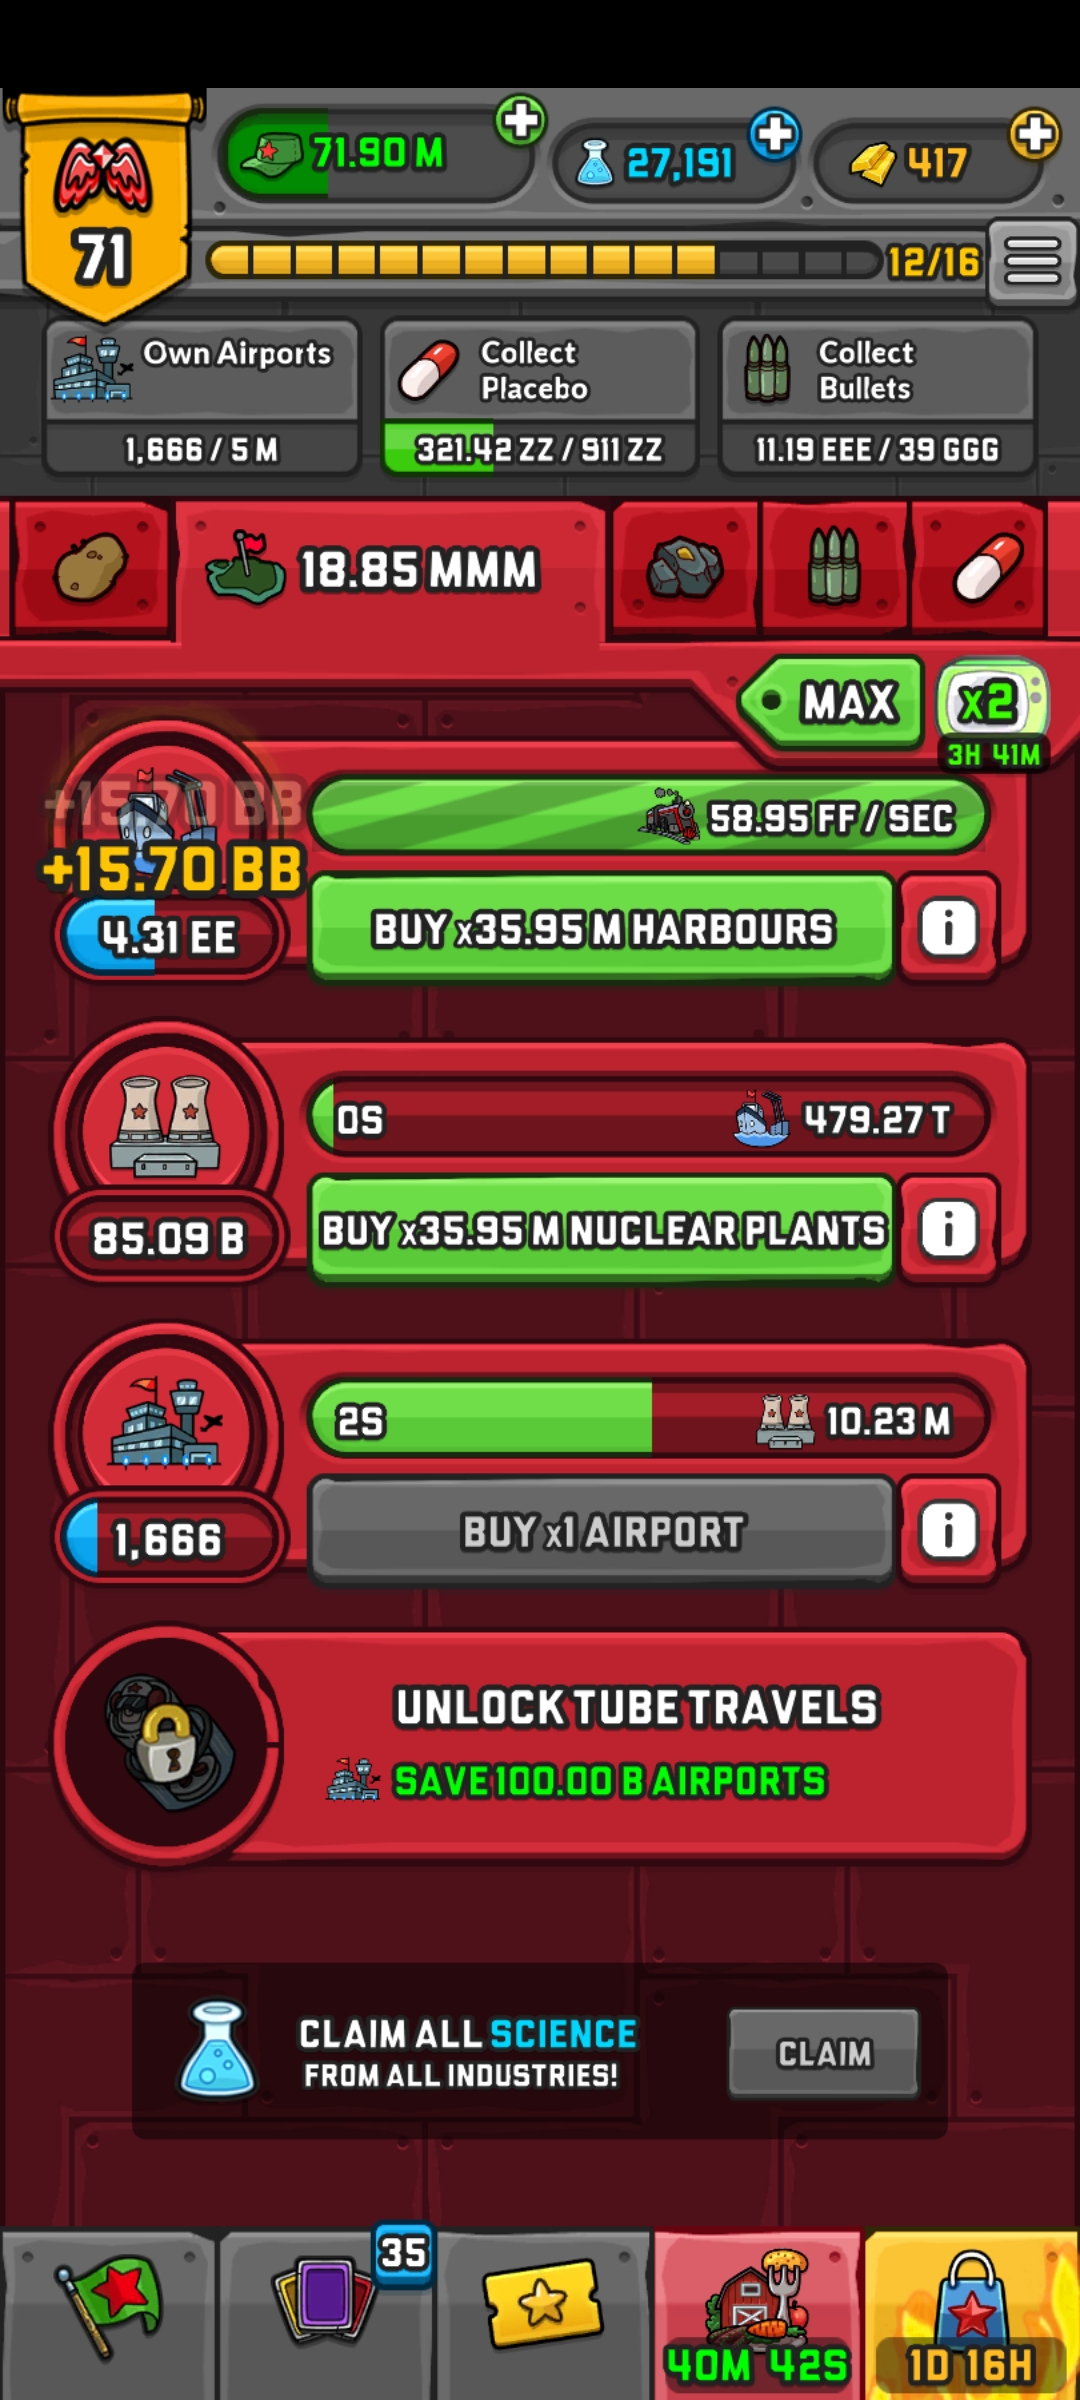 71.90 M
27,191
417
71
12/16
Own Airports
1,666 / 5 M
Collect
Placebo
321.42 ZZ / 911 ZZ
Collect
Bullets
11.19 EEE / 39 GGG
18.85 MMM
MAX
x2
3H 41M
+15.70 BB
+15.70 BB
4.31 EE
58.95 FF / SEC
BUY x35.95 M HARBOURS
i
0S
479.27 T
85.09 B
BUY x35.95 M NUCLEAR PLANTS
i
2S
10.23 M
1,666
BUY x1 AIRPORT
i
UNLOCK TUBE TRAVELS
SAVE 100.00 B AIRPORTS
CLAIM ALL SCIENCE
FROM ALL INDUSTRIES!
CLAIM
35
40M 42S
1D 16H